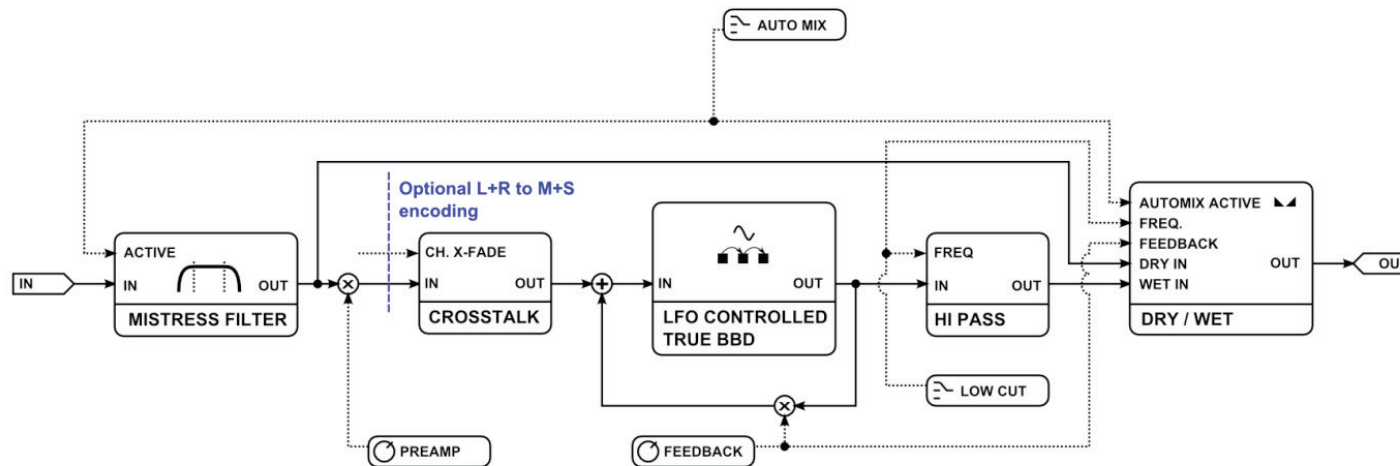 AUTO MIX
Optional L+R to M+S
encoding
AUTOMIX ACTIVE
FREQ.
FEEDBACK
DRY IN
WET IN
OUT
DRY / WET
ACTIVE
IN
OUT
MISTRESS FILTER
IN
CH. X-FADE
IN
OUT
CROSSTALK
IN
OUT
LFO CONTROLLED
TRUE BBD
FREQ
IN
OUT
HI PASS
OU
LOW CUT
PREAMP
FEEDBACK